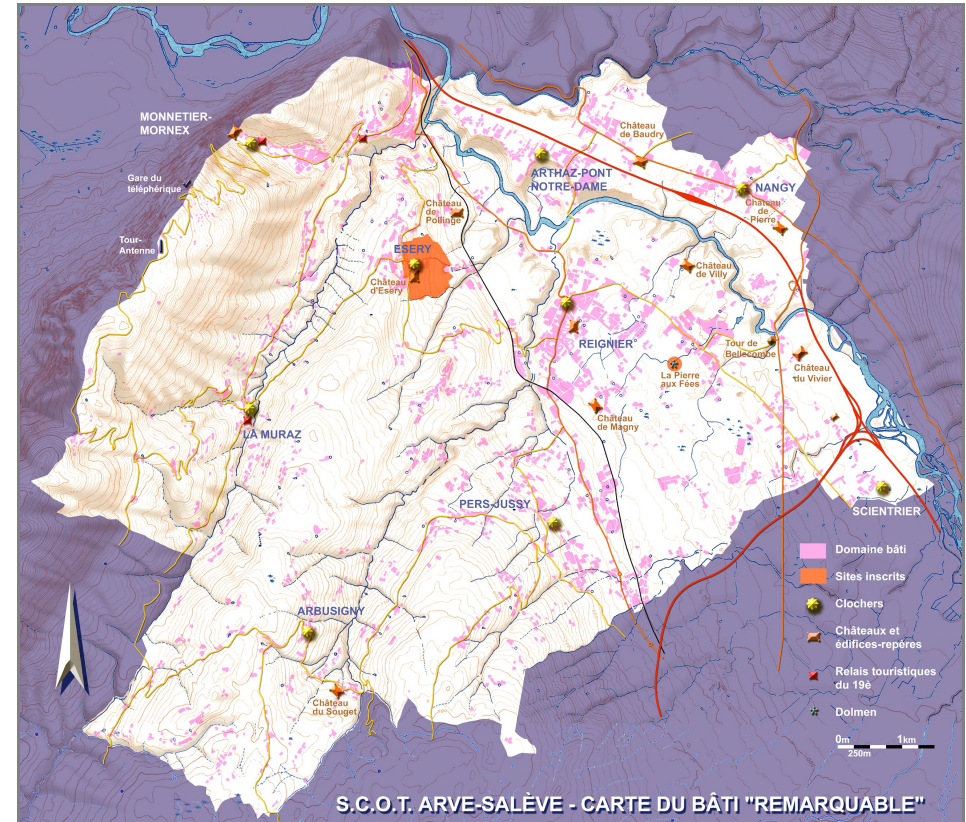 MONNETIER-
MORNEX
Gare du
téléphérique
Tour-
Antenne
Château
de Baudry
ARTHAZ-PONT
NOTRE-DAME
NANGY
Château
de
Pierre
Château
de
Pollinge
ESERY
Château
d'Esery
Château
de Villy
REIGNIER
Tour de
Bellecombe
La Pierre
aux Fées
Château
du Vivier
Château
de Magny
LA MURAZ
PERS-JUSSY
SCIENTRIER
ARBUSIGNY
Château
du Souget
Domaine bâti
Sites inscrits
Clochers
Châteaux et
édifices-repères
Relais touristiques
du 19è
Dolmen
0m 1km
250m
S.C.O.T. ARVE-SALÈVE - CARTE DU BÂTI "REMARQUABLE"